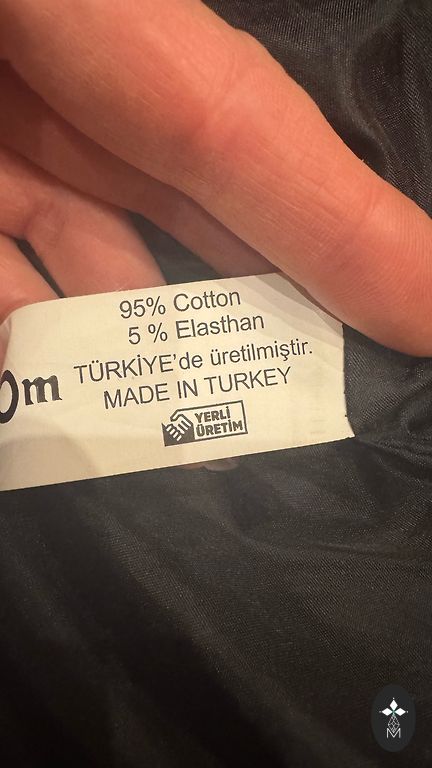 95% Cotton
5 % Elasthan
TÜRKİYE'de üretilmiştir.
MADE IN TURKEY
YERLİ
ÜRETİM
M